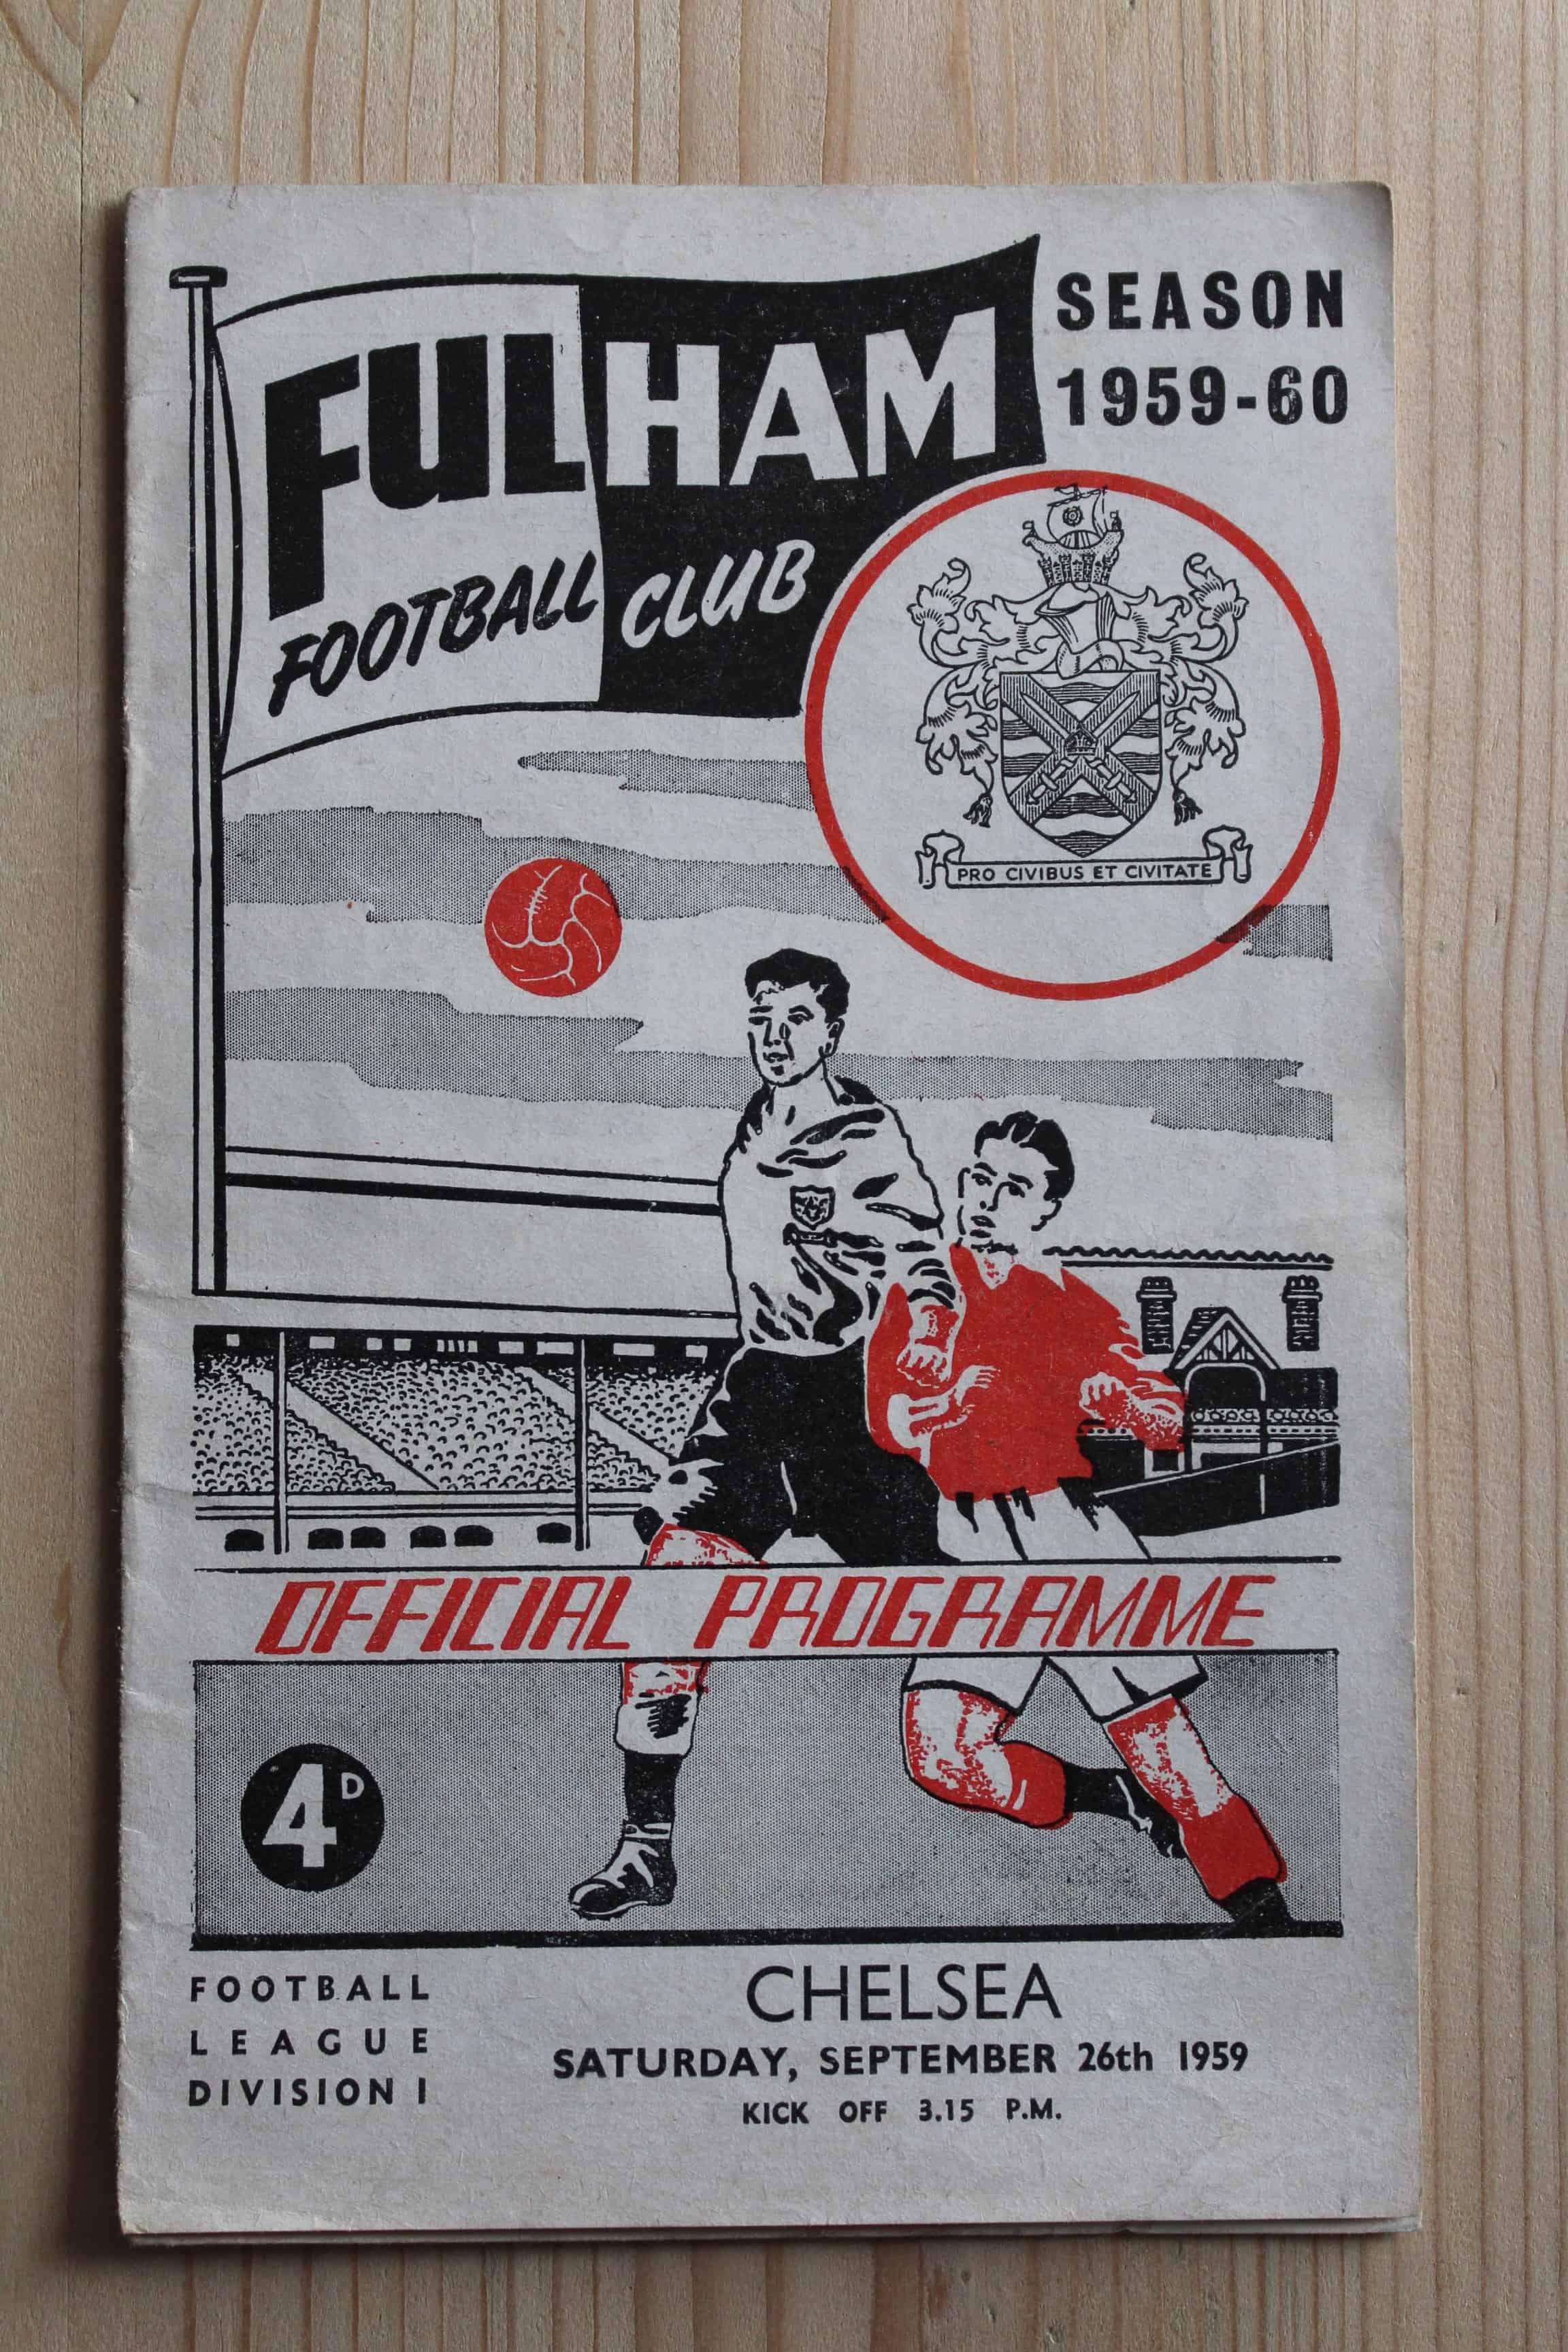 FULHAM
FOOTBALL CLUB
SEASON
1959-60
PRO CIVIBUS ET CIVITATE
OFFICIAL PROGRAMME
4D
FOOTBALL
LEAGUE
DIVISION I
CHELSEA
SATURDAY, SEPTEMBER 26th 1959
KICK OFF 3.15 P.M.